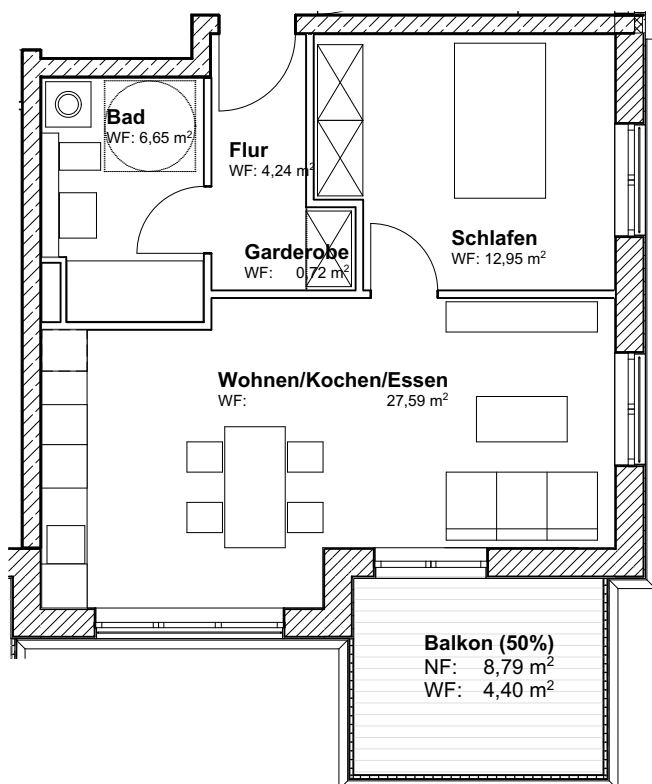 Bad
WF: 6,65 m²
Flur
WF: 4,24 m²
Garderobe
WF: 0,72 m²
Schlafen
WF: 12,95 m²
Wohnen/Kochen/Essen
WF: 27,59 m²
Balkon (50%)
NF: 8,79 m²
WF: 4,40 m²